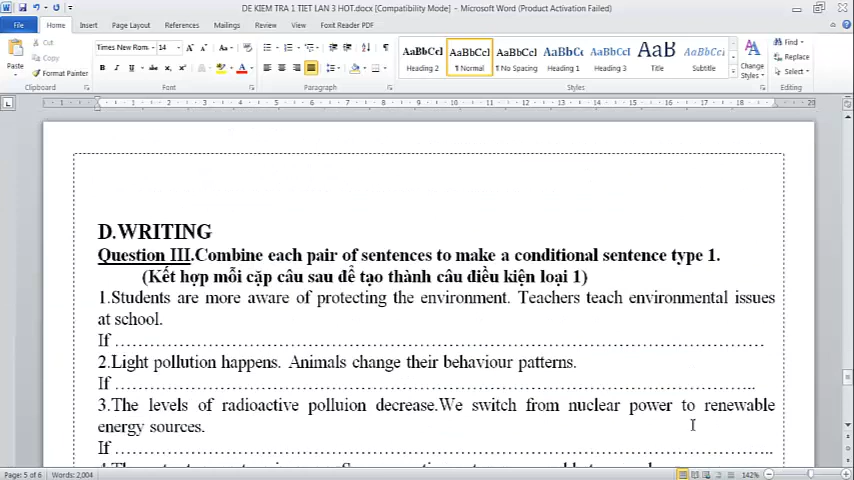 DE KIEM TRA 1 TIET LAN 3 HOT.docx [Compatibility Mode] - Microsoft Word (Product Activation Failed)
File Home Insert Page Layout References Mailings Review View Foxit Reader PDF
Cut
Copy
Format Painter
Paste
Times New Rom 14
AaBbCcI AaBbCcI AaBbCcI AaBbCc AaBbCcI AaB AaBbCcI
Heading 2 ¶ Normal ¶ No Spacing Heading 1 Heading 3 Title Subtitle
Change Styles
Find
Replace
Select
Clipboard Font Paragraph Styles Editing
D.WRITING
Question III.Combine each pair of sentences to make a conditional sentence type 1.
(Kết hợp mỗi cặp câu sau để tạo thành câu điều kiện loại 1)
1.Students are more aware of protecting the environment. Teachers teach environmental issues
at school.
If ……………………………………………………………………………………
2.Light pollution happens. Animals change their behaviour patterns.
If …………………………………………………………………………………..
3.The levels of radioactive polluion decrease.We switch from nuclear power to renewable
energy sources.
If ……………………………………………………………………………………...
Page: 5 of 6 Words: 2,004 142%